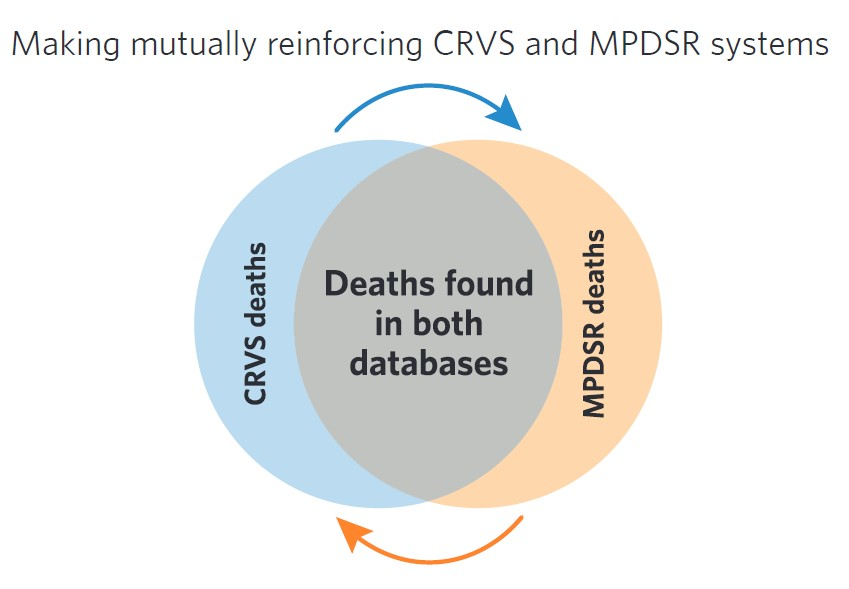 Making mutually reinforcing CRVS and MPDSR systems
CRVS deaths
Deaths found
in both
databases
MPDSR deaths